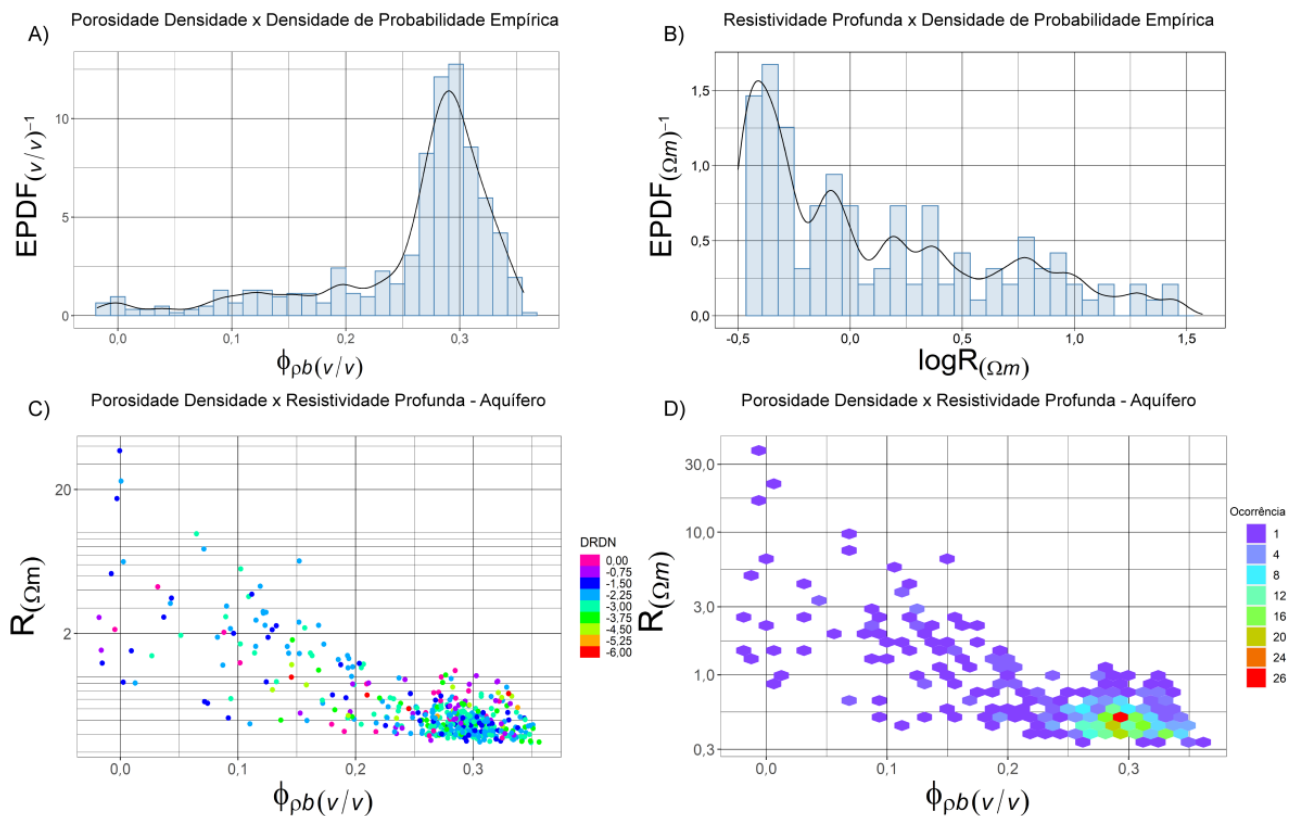 Porosidade Densidade x Densidade de Probabilidade Empírica
A)
EPDF(v/v)⁻¹
10
5
0
0,0 0,1 0,2 0,3
ϕρb(v/v)
Resistividade Profunda x Densidade de Probabilidade Empírica
B)
EPDF(Ωm)⁻¹
1,5
1,0
0,5
0,0
-0,5 0,0 0,5 1,0 1,5
logR(Ωm)
Porosidade Densidade x Resistividade Profunda - Aquífero
C)
R(Ωm)
20
2
0,0 0,1 0,2 0,3
ϕρb(v/v)
DRDN
0.00
-0.75
-1.50
-2.25
-3.00
-3.75
-4.50
-5.25
-6.00
Porosidade Densidade x Resistividade Profunda - Aquífero
D)
R(Ωm)
30,0
10,0
3,0
1,0
0,3
0,0 0,1 0,2 0,3
ϕρb(v/v)
Ocorrência
1
4
8
12
16
20
24
26